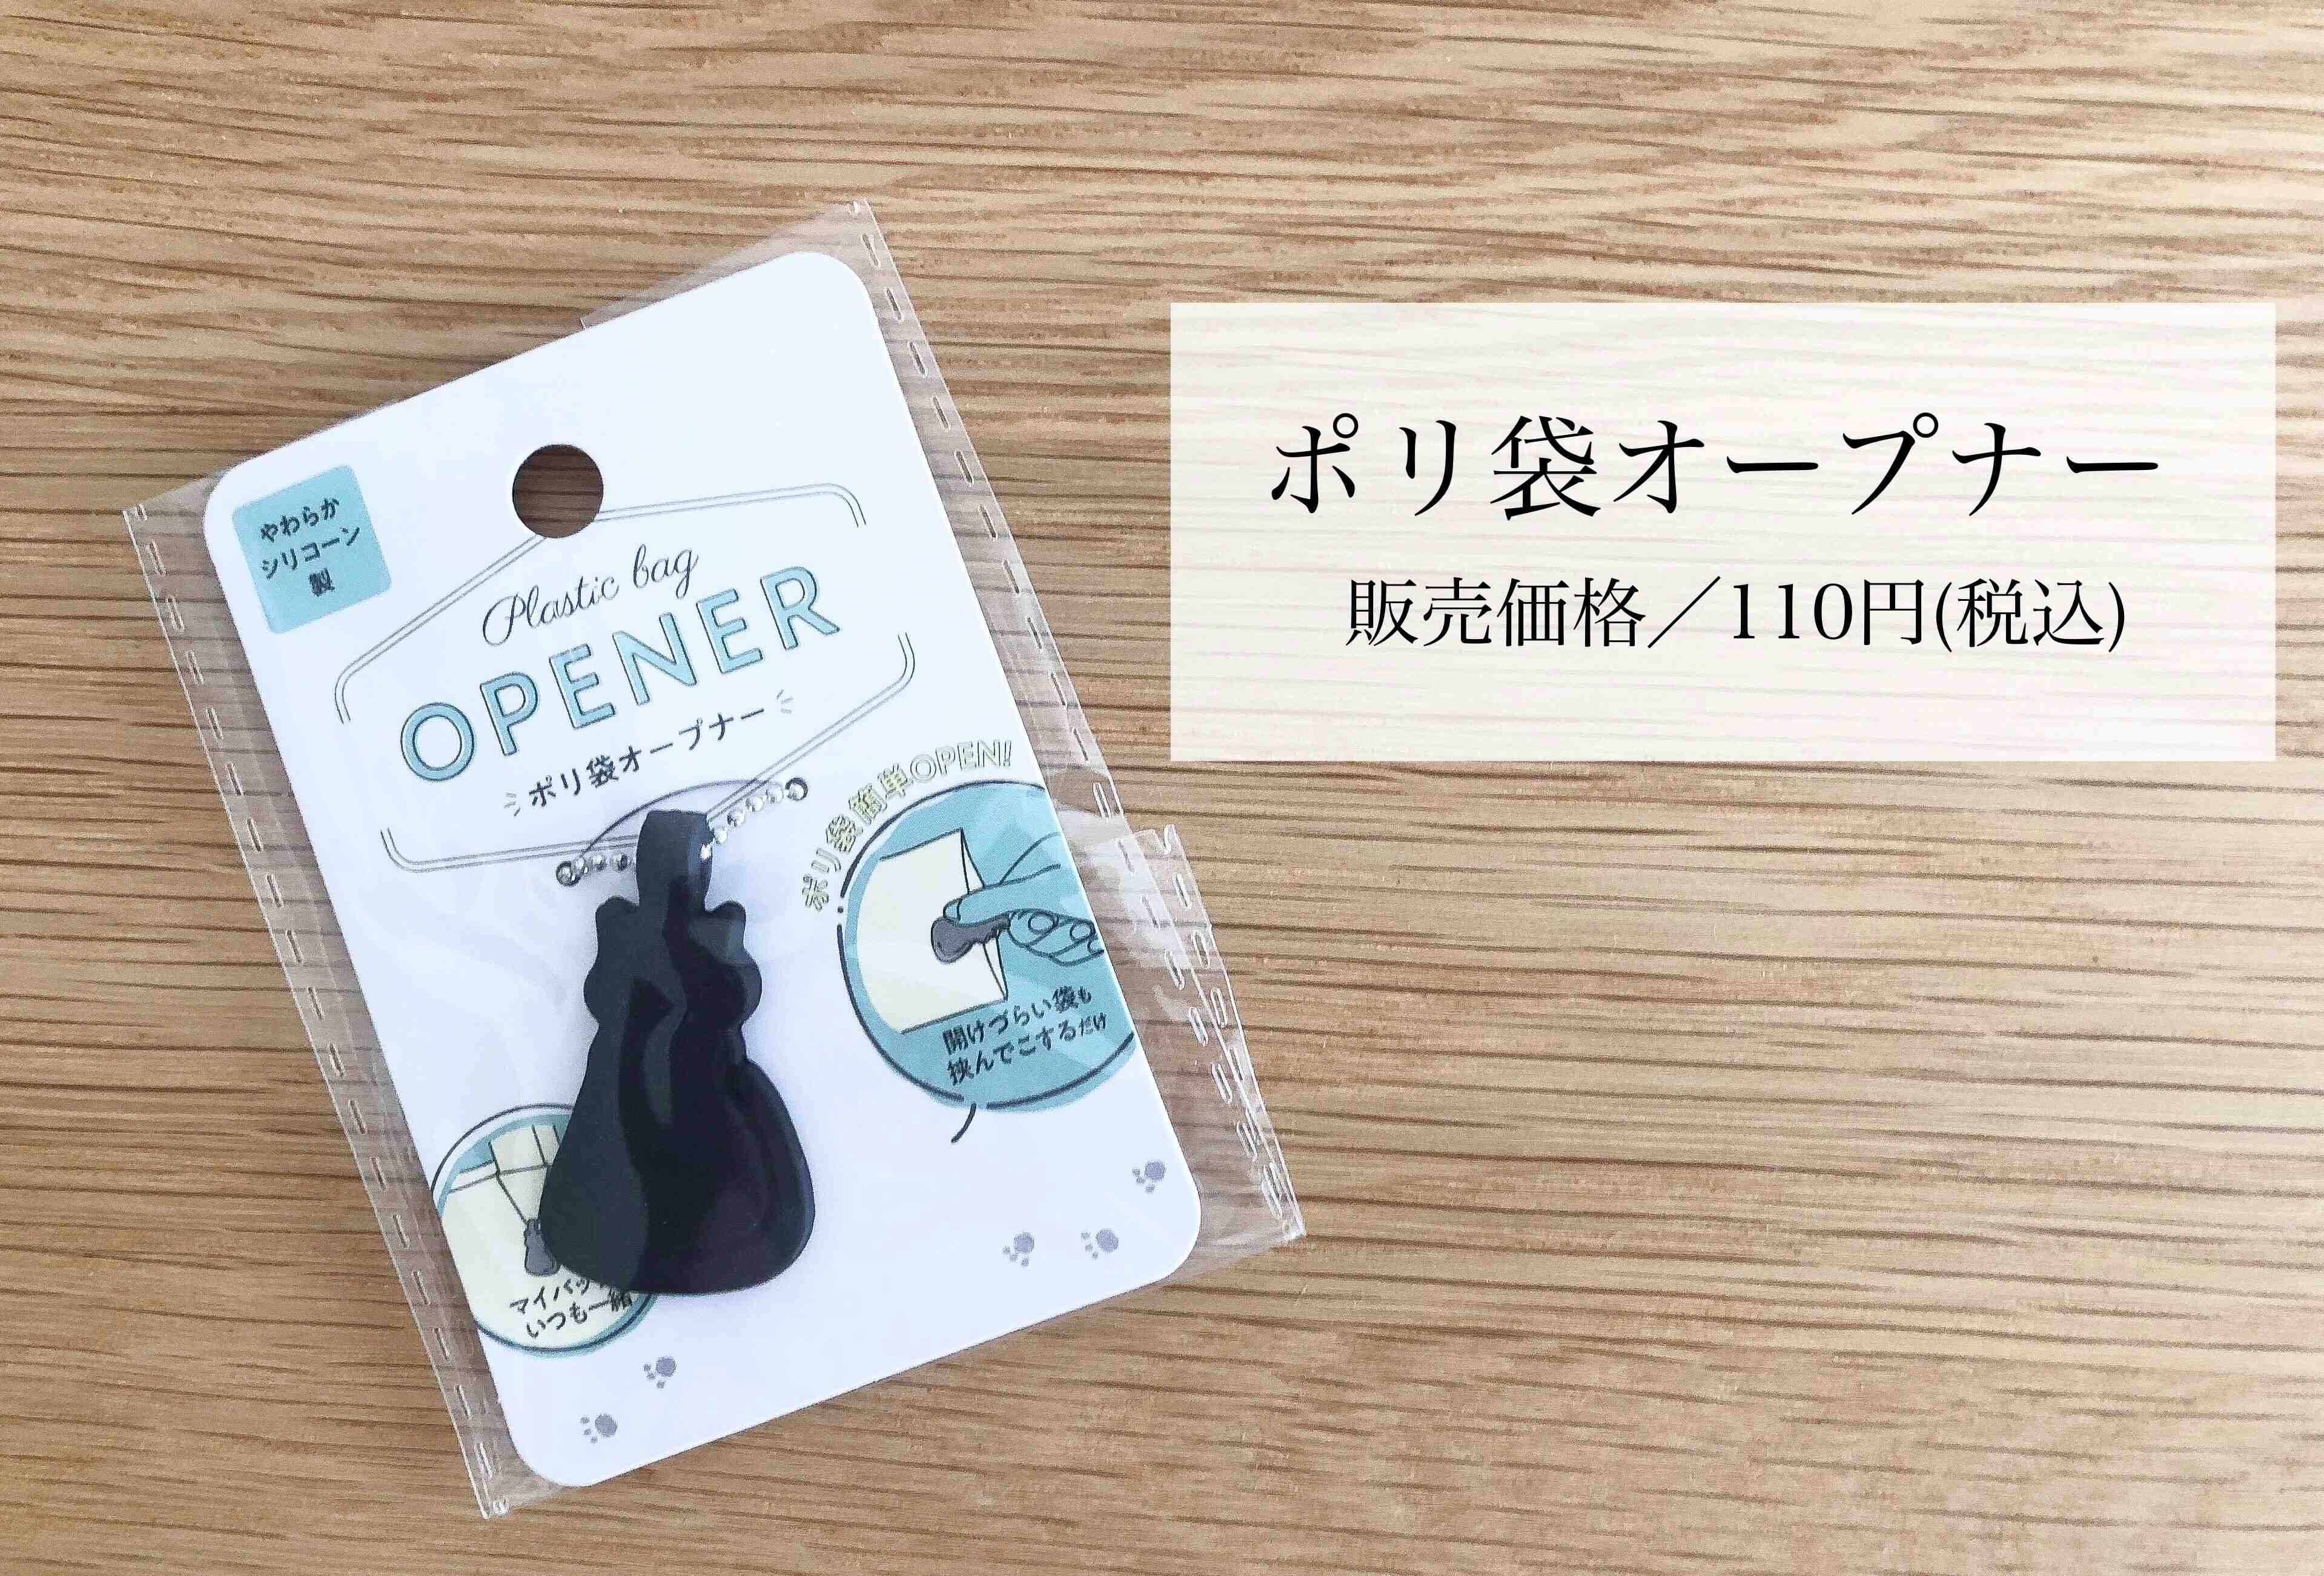 やわらか
シリコーン
製
Plastic bag
OPENER
ポリ袋オープナー
ポリ袋簡単OPEN!
開けづらい袋も
挟んでこするだけ
マイバッ
いつも一緒
ポリ袋オープナー
販売価格／110円(税込)